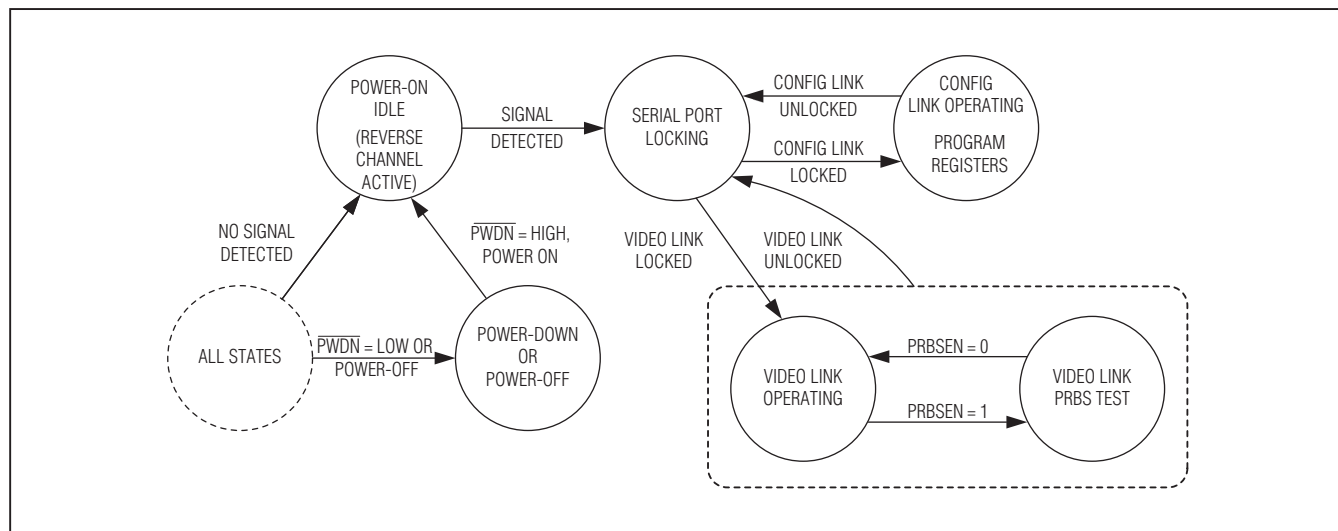 POWER-ON
IDLE
(REVERSE
CHANNEL
ACTIVE)
SIGNAL
DETECTED
SERIAL PORT
LOCKING
CONFIG LINK
UNLOCKED
CONFIG LINK
LOCKED
CONFIG
LINK OPERATING
PROGRAM
REGISTERS
NO SIGNAL
DETECTED
P̅W̅D̅N̅ = HIGH,
POWER ON
VIDEO LINK
LOCKED
VIDEO LINK
UNLOCKED
ALL STATES
P̅W̅D̅N̅ = LOW OR
POWER-OFF
POWER-DOWN
OR
POWER-OFF
VIDEO LINK
OPERATING
PRBSEN = 0
PRBSEN = 1
VIDEO LINK
PRBS TEST